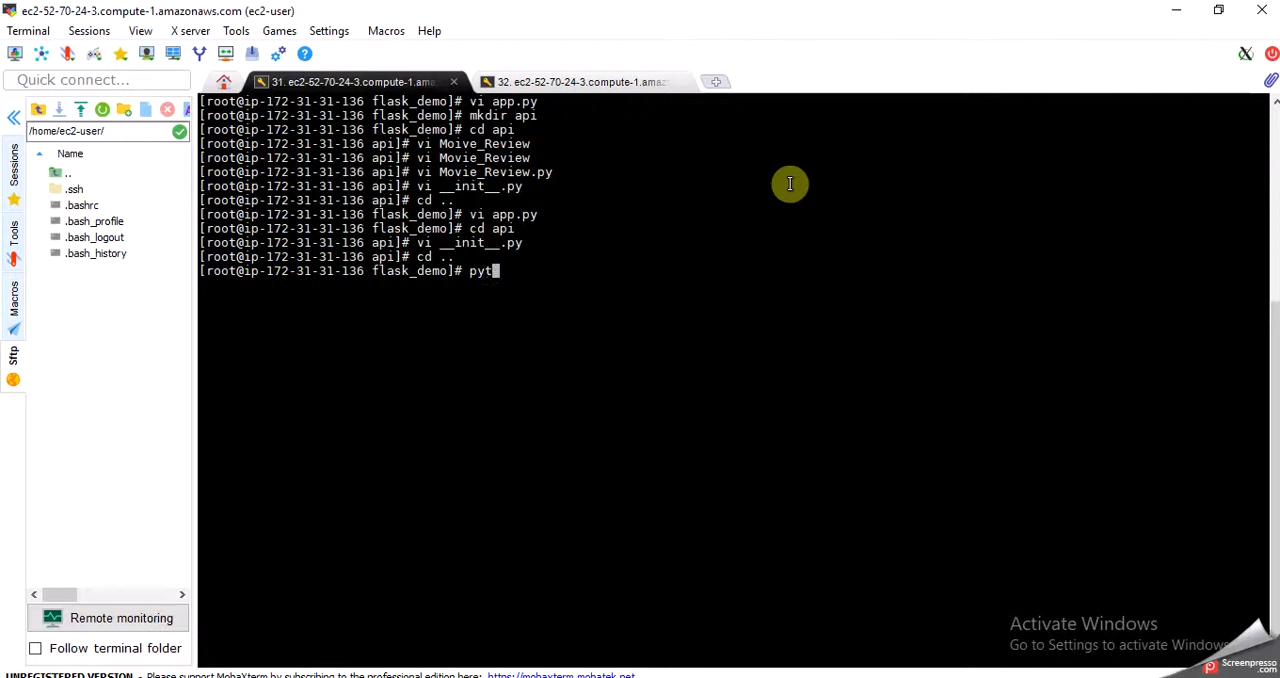 ec2-52-70-24-3.compute-1.amazonaws.com (ec2-user)
Terminal Sessions View X server Tools Games Settings Macros Help
Quick connect...
31. ec2-52-70-24-3.compute-1.ama
32. ec2-52-70-24-3.compute-1.amaz
/home/ec2-user/
Name
..
.ssh
.bashrc
.bash_profile
.bash_logout
.bash_history
Sessions
Tools
Macros
Sftp
[root@ip-172-31-31-136 flask_demo]# vi app.py
[root@ip-172-31-31-136 flask_demo]# mkdir api
[root@ip-172-31-31-136 flask_demo]# cd api
[root@ip-172-31-31-136 api]# vi Moive_Review
[root@ip-172-31-31-136 api]# vi Movie_Review
[root@ip-172-31-31-136 api]# vi Movie_Review.py
[root@ip-172-31-31-136 api]# vi __init__.py
[root@ip-172-31-31-136 api]# cd ..
[root@ip-172-31-31-136 flask_demo]# vi app.py
[root@ip-172-31-31-136 flask_demo]# cd api
[root@ip-172-31-31-136 api]# vi __init__.py
[root@ip-172-31-31-136 api]# cd ..
[root@ip-172-31-31-136 flask_demo]# pyt
Remote monitoring
Follow terminal folder
Activate Windows
Go to Settings to activate Windows
Screenpresso
.com
UNREGISTERED VERSION - Please support MobaXterm by subscribing to the professional edition here: https://mobaxterm.mobatek.net